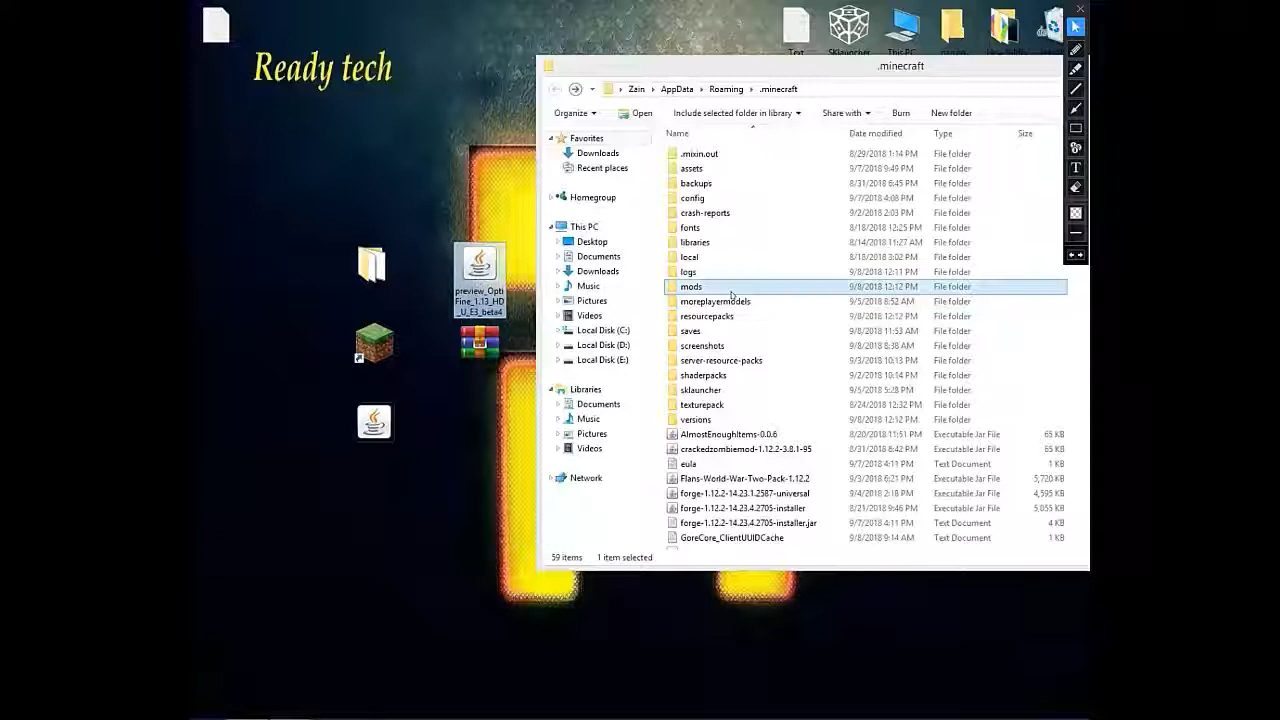 Ready tech
Text
SKlauncher
This PC
.minecraft
Zain
AppData
Roaming
.minecraft
Organize
Open
Include selected folder in library
Share with
Burn
New folder
Name
Date modified
Type
Size
Favorites
Downloads
Recent places
Homegroup
This PC
Desktop
Documents
Downloads
Music
Pictures
Videos
Local Disk (C:)
Local Disk (D:)
Local Disk (E:)
Libraries
Documents
Music
Pictures
Videos
Network
.mixin.out 8/29/2018 1:14 PM File folder
assets 9/7/2018 9:49 PM File folder
backups 8/31/2018 6:45 PM File folder
config 9/7/2018 4:08 PM File folder
crash-reports 9/2/2018 2:03 PM File folder
fonts 8/18/2018 12:25 PM File folder
libraries 8/14/2018 11:27 AM File folder
local 8/18/2018 3:02 PM File folder
logs 9/8/2018 12:11 PM File folder
mods 9/8/2018 12:12 PM File folder
moreplayermodels 9/5/2018 8:52 AM File folder
resourcepacks 9/8/2018 12:12 PM File folder
saves 9/8/2018 11:53 AM File folder
screenshots 9/8/2018 8:38 AM File folder
server-resource-packs 9/3/2018 10:13 PM File folder
shaderpacks 9/2/2018 10:14 PM File folder
sklauncher 9/5/2018 5:28 PM File folder
texturepack 8/24/2018 12:32 PM File folder
versions 9/8/2018 12:12 PM File folder
AlmostEnoughItems-0.0.6 8/20/2018 11:51 PM Executable Jar File 65 KB
crackedzombiemod-1.12.2-3.8.1-95 8/31/2018 8:42 PM Executable Jar File 65 KB
eula 9/7/2018 4:11 PM Text Document 1 KB
Flans-World-War-Two-Pack-1.12.2 9/3/2018 6:21 PM Executable Jar File 5,720 KB
forge-1.12.2-14.23.1.2587-universal 9/4/2018 2:18 PM Executable Jar File 4,595 KB
forge-1.12.2-14.23.4.2705-installer 8/21/2018 9:46 PM Executable Jar File 5,055 KB
forge-1.12.2-14.23.4.2705-installer.jar 9/7/2018 4:11 PM Text Document 4 KB
GoreCore_ClientUUIDCache 9/8/2018 9:14 AM Text Document 1 KB
59 items 1 item selected
preview_Opti
Fine_1.13_HD
_U_E3_beta4
T